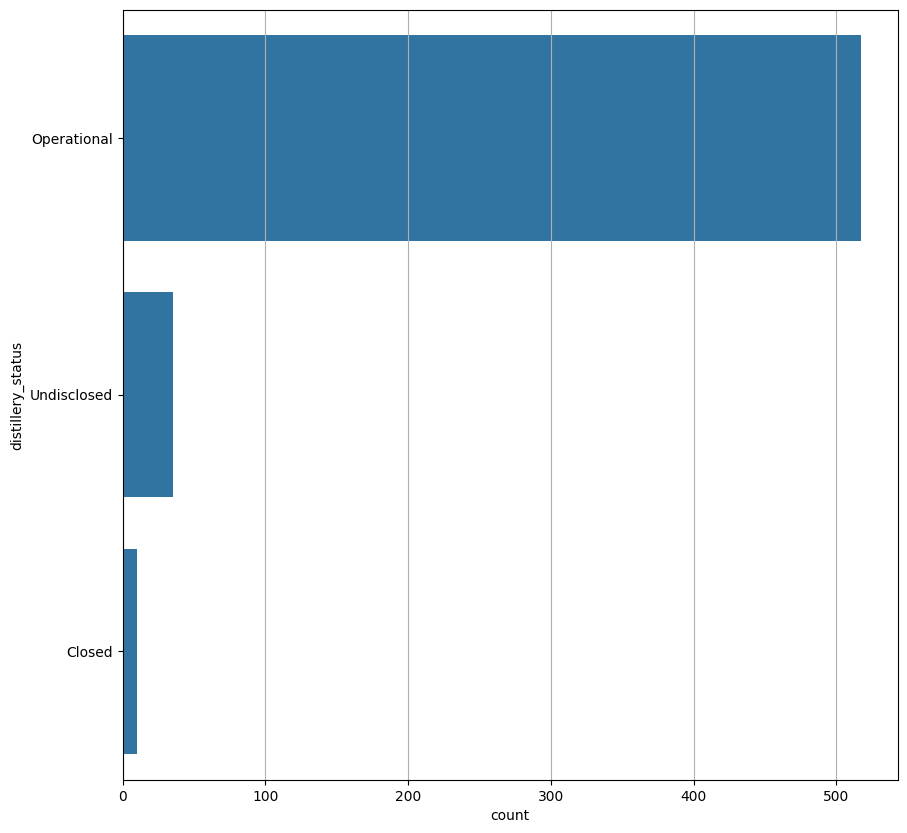 distillery_status
Operational
Undisclosed
Closed
0 100 200 300 400 500
count